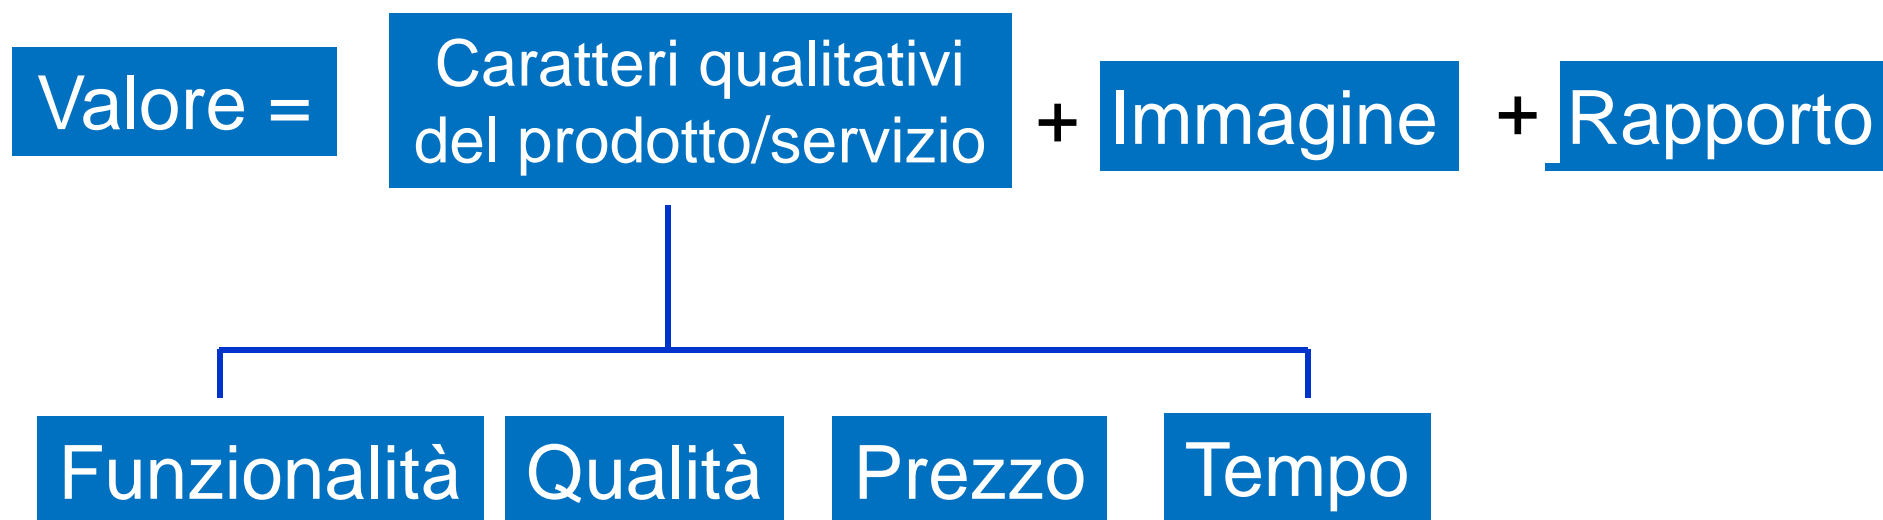 Valore =
Caratteri qualitativi
del prodotto/servizio
+
Immagine
+
Rapporto
Funzionalità
Qualità
Prezzo
Tempo